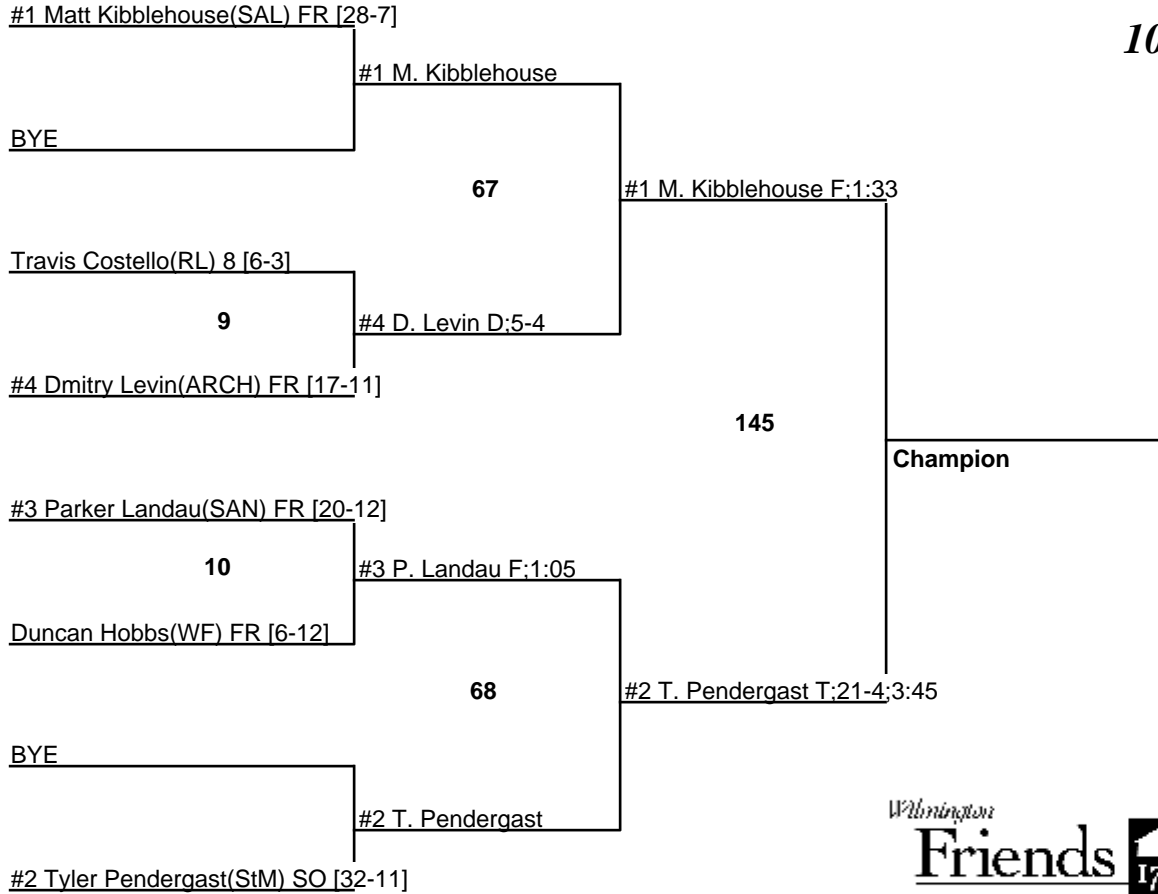 #1 Matt Kibblehouse(SAL) FR [28-7]
10
#1 M. Kibblehouse
BYE
67
#1 M. Kibblehouse F;1:33
Travis Costello(RL) 8 [6-3]
9
#4 D. Levin D;5-4
#4 Dmitry Levin(ARCH) FR [17-11]
145
Champion
#3 Parker Landau(SAN) FR [20-12]
10
#3 P. Landau F;1:05
Duncan Hobbs(WF) FR [6-12]
68
#2 T. Pendergast T;21-4;3:45
BYE
#2 T. Pendergast
#2 Tyler Pendergast(StM) SO [32-11]
Wilmington
Friends
17